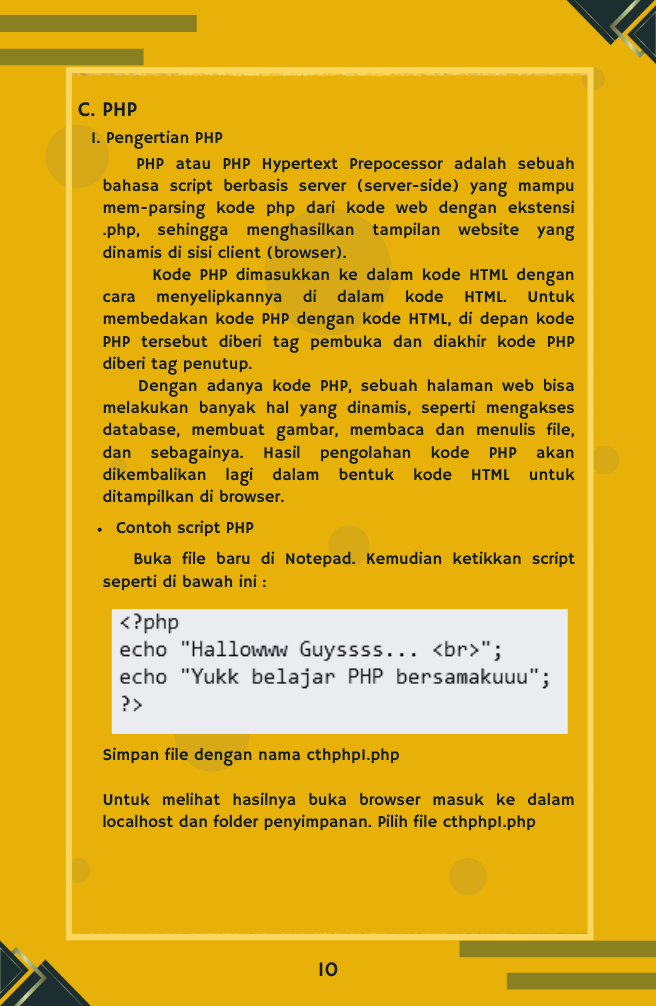 C. PHP
1. Pengertian PHP
PHP atau PHP Hypertext Prepocessor adalah sebuah
bahasa script berbasis server (server-side) yang mampu
mem-parsing kode php dari kode web dengan ekstensi
.php, sehingga menghasilkan tampilan website yang
dinamis di sisi client (browser).
Kode PHP dimasukkan ke dalam kode HTML dengan
cara menyelipkannya di dalam kode HTML. Untuk
membedakan kode PHP dengan kode HTML, di depan kode
PHP tersebut diberi tag pembuka dan diakhir kode PHP
diberi tag penutup.
Dengan adanya kode PHP, sebuah halaman web bisa
melakukan banyak hal yang dinamis, seperti mengakses
database, membuat gambar, membaca dan menulis file,
dan sebagainya. Hasil pengolahan kode PHP akan
dikembalikan lagi dalam bentuk kode HTML untuk
ditampilkan di browser.
• Contoh script PHP
Buka file baru di Notepad. Kemudian ketikkan script
seperti di bawah ini :
<?php
echo "Hallowww Guyssss... <br>";
echo "Yukk belajar PHP bersamakuuu";
?>
Simpan file dengan nama cthphp1.php
Untuk melihat hasilnya buka browser masuk ke dalam
localhost dan folder penyimpanan. Pilih file cthphp1.php
10